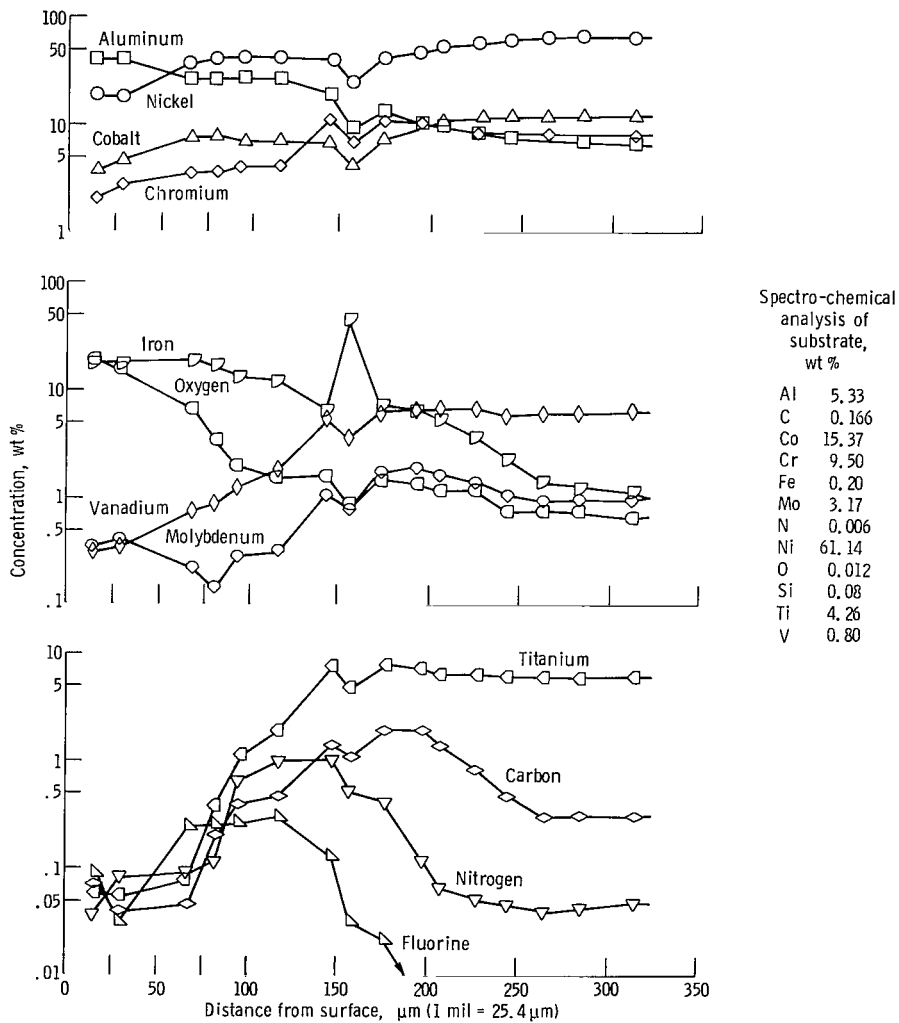 100
50
10
5
1
Aluminum
Nickel
Cobalt
Chromium
100
50
10
5
1
.5
.1
Iron
Oxygen
Vanadium
Molybdenum
Concentration, wt %
10
5
1
.5
.1
.05
.01
Titanium
Carbon
Nitrogen
Fluorine
0 50 100 150 200 250 300 350
Distance from surface, μm (1 mil = 25.4 μm)
Spectro-chemical
analysis of
substrate,
wt %
Al 5.33
C 0.166
Co 15.37
Cr 9.50
Fe 0.20
Mo 3.17
N 0.006
Ni 61.14
O 0.012
Si 0.08
Ti 4.26
V 0.80